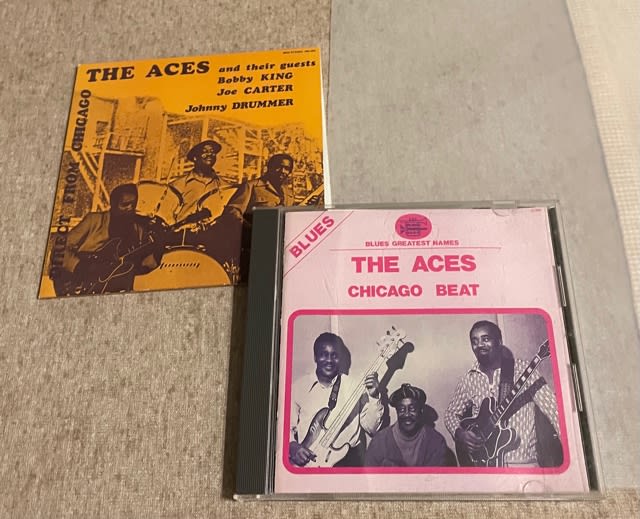 THE ACES and their guests
Bobby KING
Joe CARTER
Johnny DRUMMER
DIRECT FROM CHICAGO
BLUES
BLUES GREATEST NAMES
THE ACES
CHICAGO BEAT